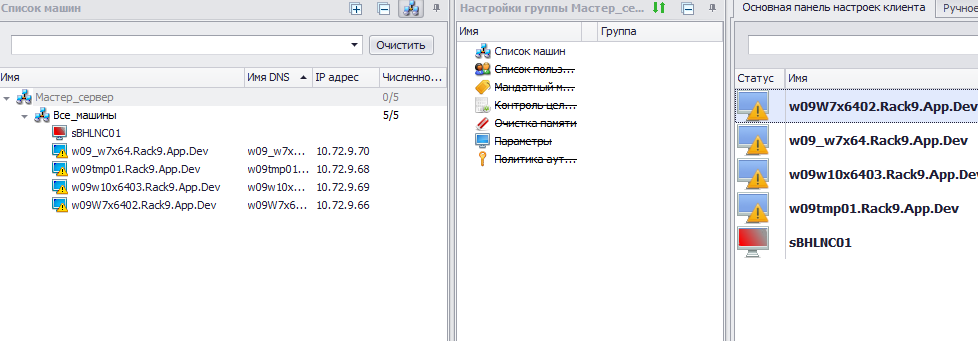 Список машин
Очистить
Имя Имя DNS IP адрес Численно...
Мастер_сервер 0/5
Все_машины 5/5
sBHLNC01
w09_w7x64.Rack9.App.Dev w09_w7x... 10.72.9.70
w09tmp01.Rack9.App.Dev w09tmp01... 10.72.9.68
w09w10x6403.Rack9.App.Dev w09w10x... 10.72.9.69
w09W7x6402.Rack9.App.Dev w09W7x6... 10.72.9.66
Настройки группы Мастер_се...
Имя Группа
Список машин
Список польз...
Мандатный м...
Контроль цел...
Очистка памяти
Параметры
Политика аут...
Основная панель настроек клиента Ручное
Статус Имя
w09W7x6402.Rack9.App.Dev
w09_w7x64.Rack9.App.Dev
w09w10x6403.Rack9.App.Dev
w09tmp01.Rack9.App.Dev
sBHLNC01